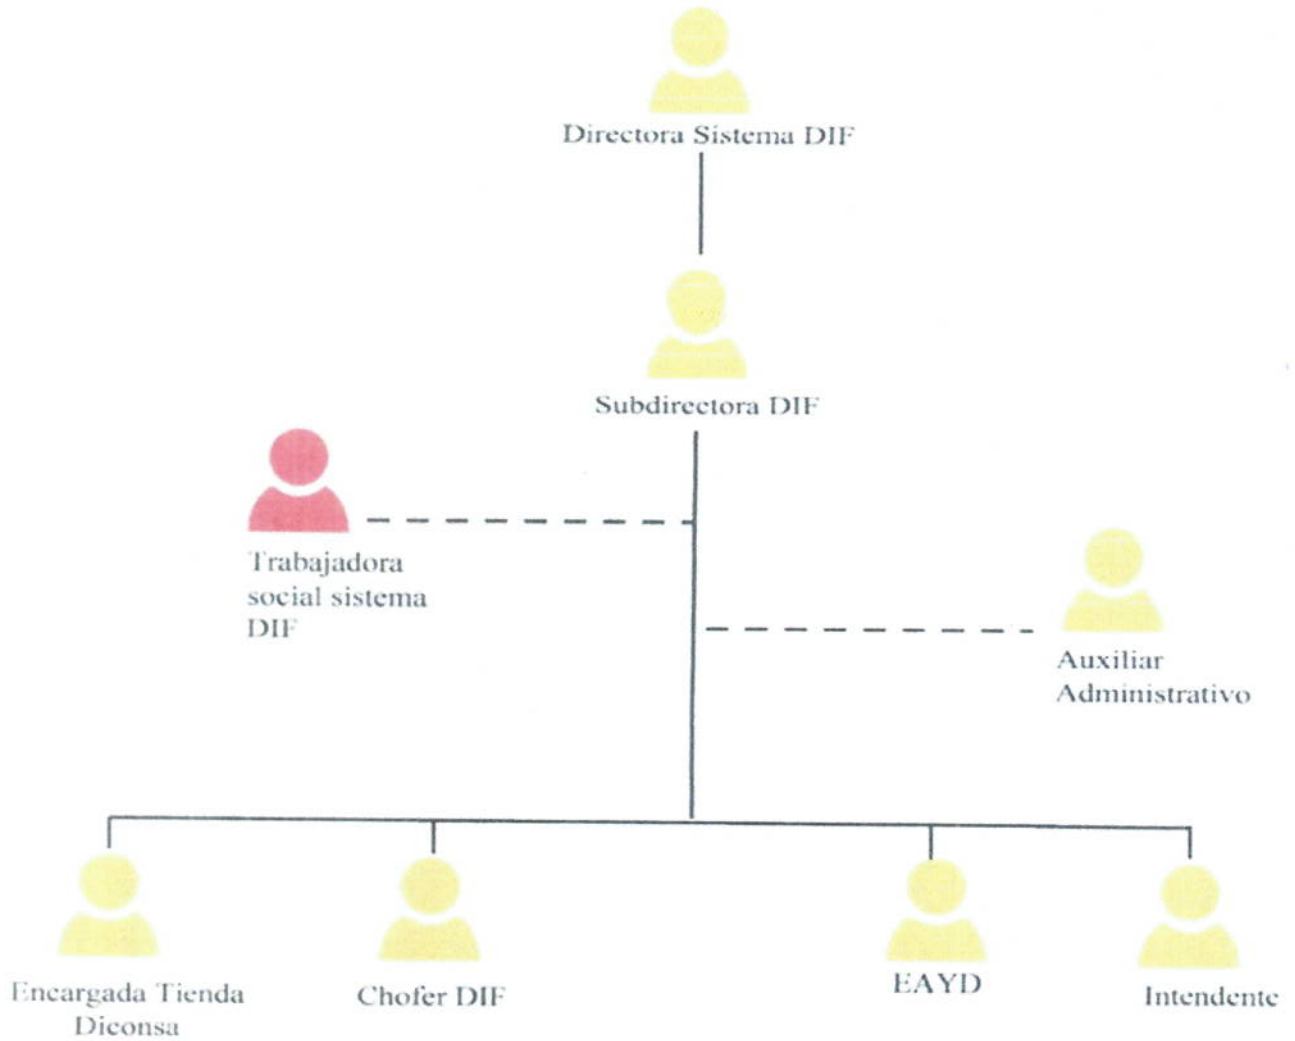 Directora Sistema DIF
Subdirectora DIF
Trabajadora
social sistema
DIF
Auxiliar
Administrativo
Encargada Tienda
Diconsa
Chofer DIF
EAYD
Intendente